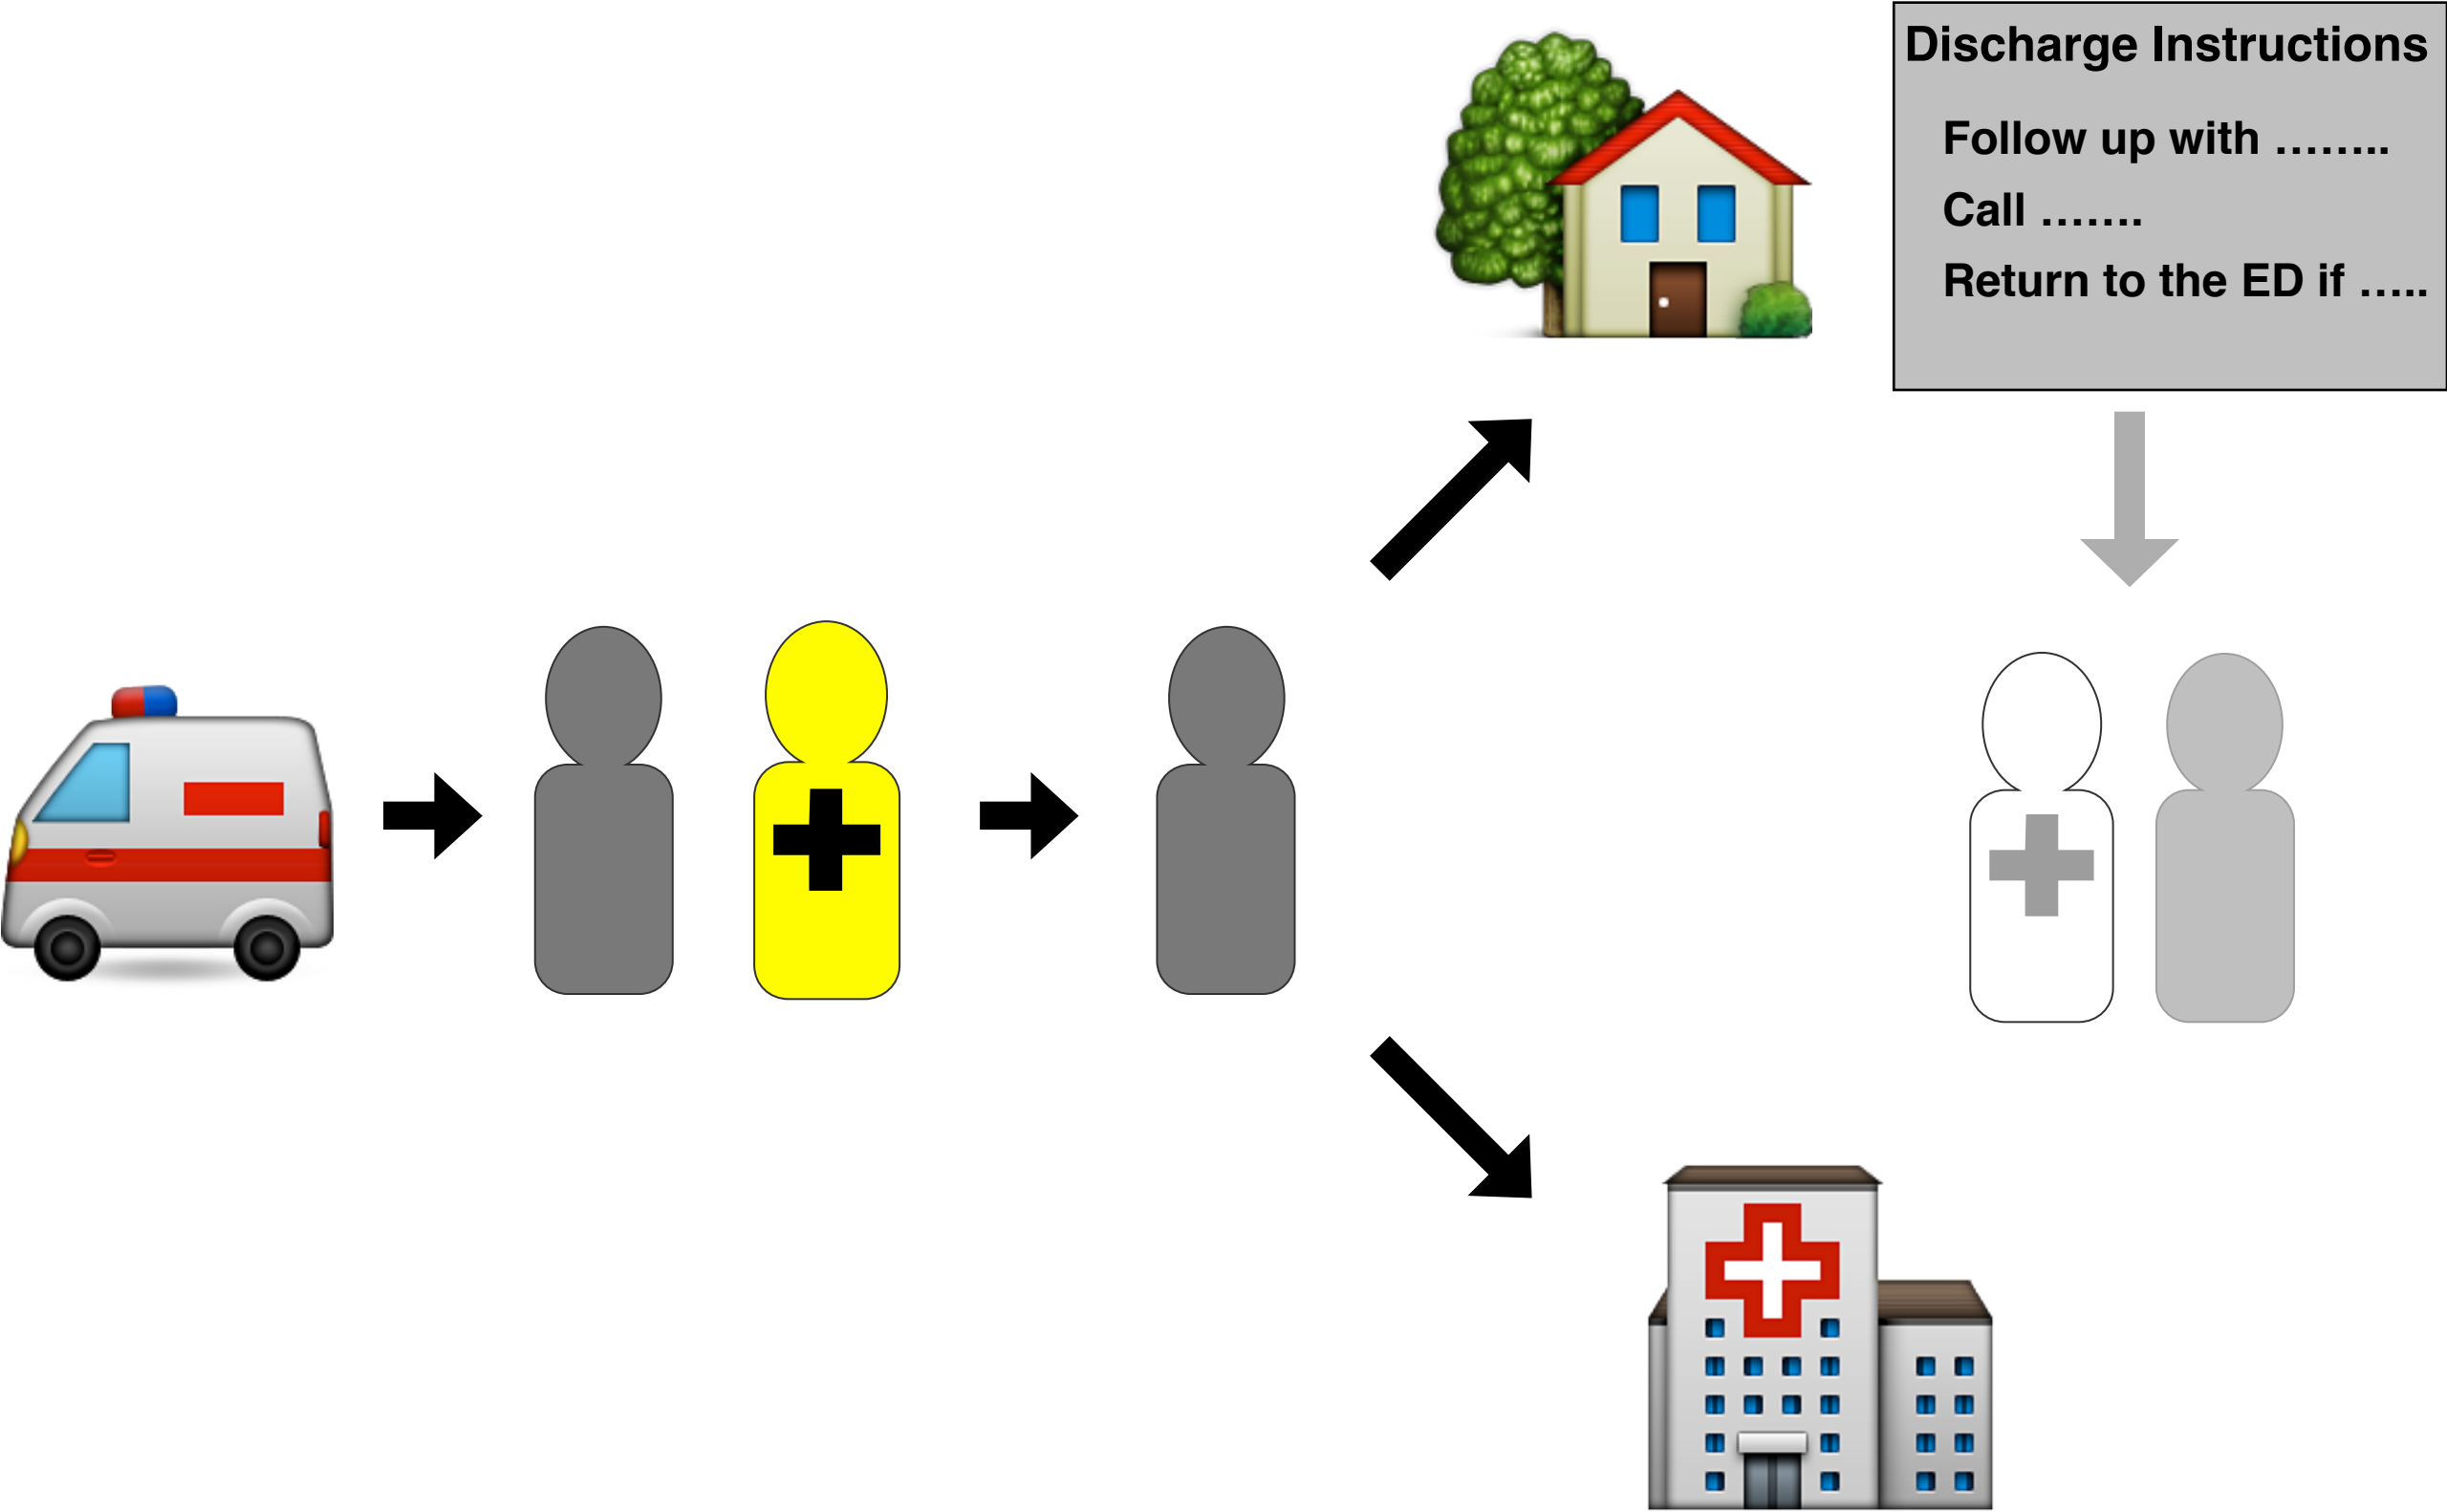 Discharge Instructions
Follow up with ........
Call .......
Return to the ED if .....